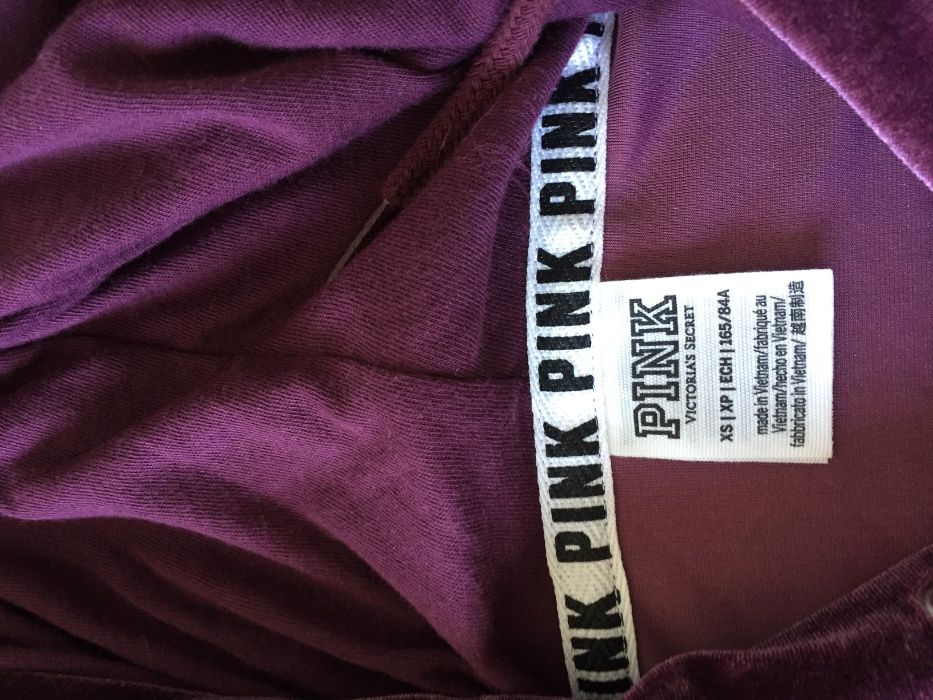 PINK PINK PINK PINK PINK
PINK
VICTORIA'S SECRET
XS | XP | ECH | 165/84A
made in Vietnam/fabriqué au
Vietnam/hecho en Vietnam/
fabbricato in Vietnam/ 越南制造